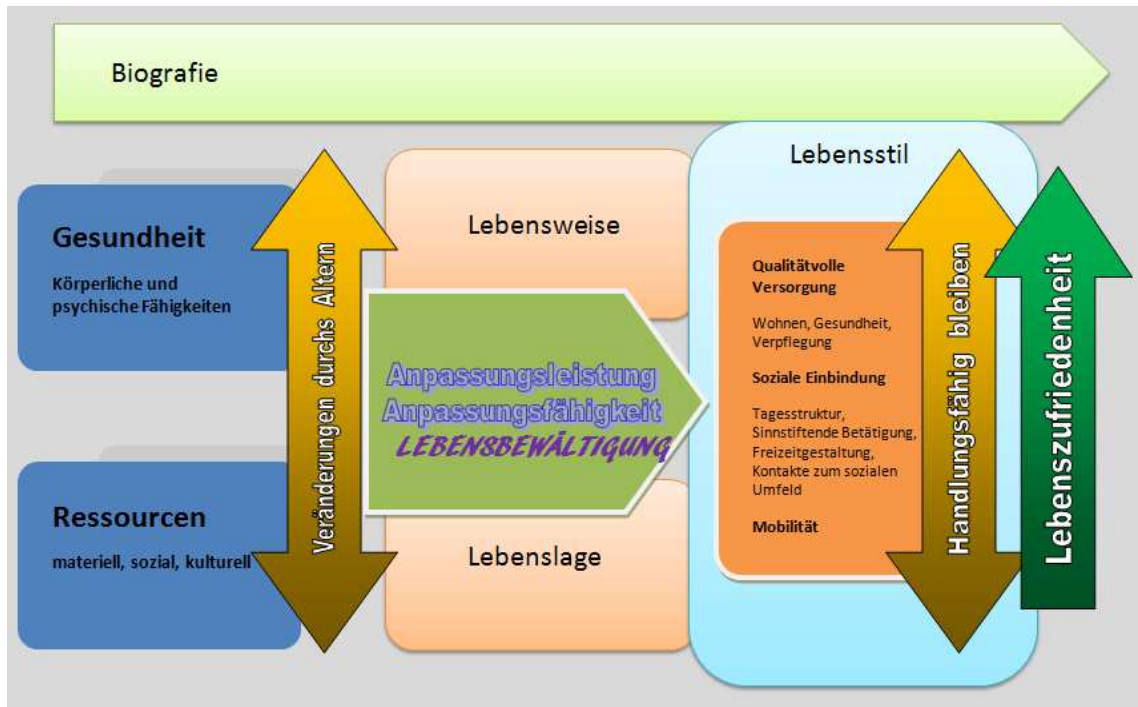 Biografie
Gesundheit
Körperliche und
psychische Fähigkeiten
Ressourcen
materiell, sozial, kulturell
Veränderungen durchs Altern
Lebensweise
Anpassungsleistung
Anpassungsfähigkeit
LEBENSBEWÄLTIGUNG
Lebenslage
Lebensstil
Qualitätvolle
Versorgung
Wohnen, Gesundheit,
Verpflegung
Soziale Einbindung
Tagesstruktur,
Sinnstiftende Betätigung,
Freizeitgestaltung,
Kontakte zum sozialen
Umfeld
Mobilität
Handlungsfähig bleiben
Lebenszufriedenheit